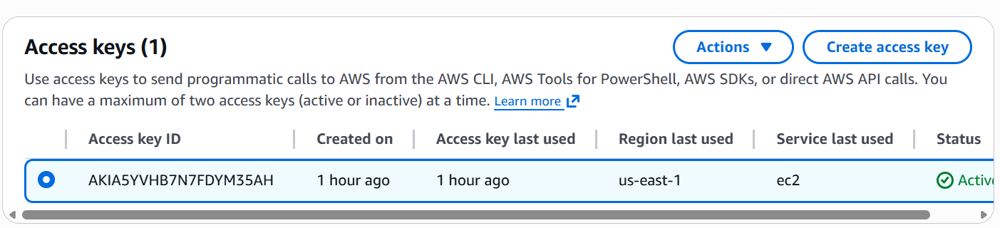 Access keys (1)
Actions
Create access key
Use access keys to send programmatic calls to AWS from the AWS CLI, AWS Tools for PowerShell, AWS SDKs, or direct AWS API calls. You
can have a maximum of two access keys (active or inactive) at a time. Learn more
Access key ID Created on Access key last used Region last used Service last used Status
AKIA5YVHB7N7FDYM35AH 1 hour ago 1 hour ago us-east-1 ec2 Active